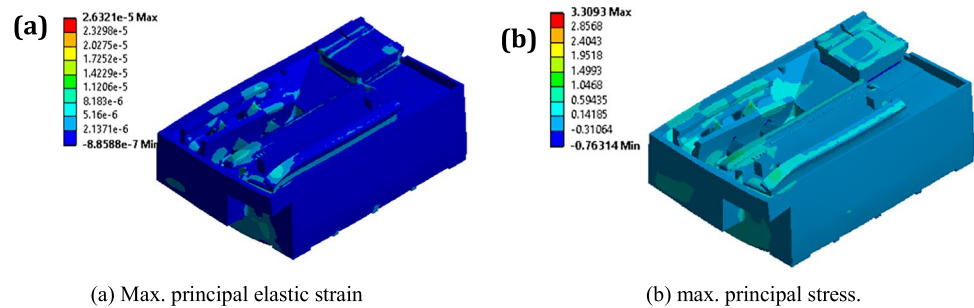 (a)
2.6321e-5 Max
2.3298e-5
2.0275e-5
1.7252e-5
1.4229e-5
1.1206e-5
8.183e-6
5.16e-6
2.1371e-6
-8.8588e-7 Min
(b)
3.3093 Max
2.8568
2.4043
1.9518
1.4993
1.0468
0.59435
0.14185
-0.31064
-0.76314 Min
(a) Max. principal elastic strain
(b) max. principal stress.